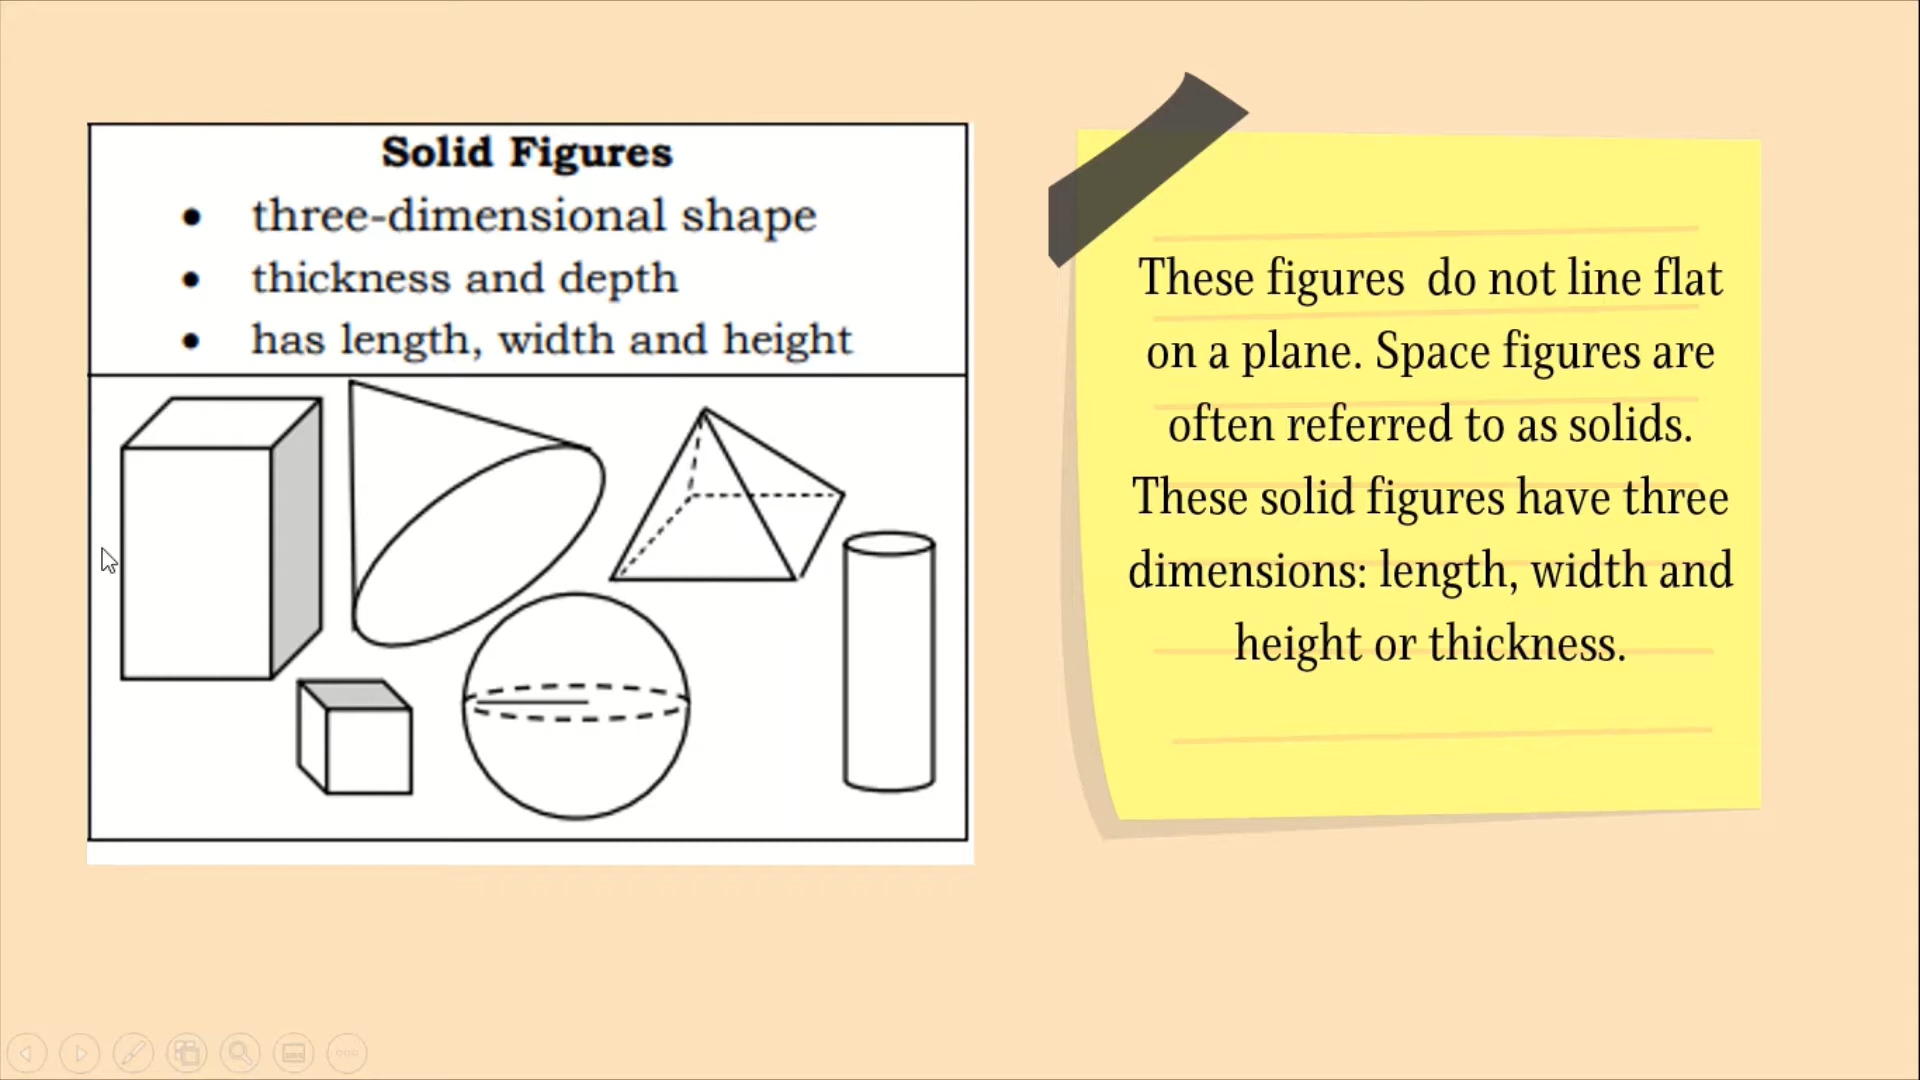 Solid Figures
• three-dimensional shape
• thickness and depth
• has length, width and height
These figures do not line flat
on a plane. Space figures are
often referred to as solids.
These solid figures have three
dimensions: length, width and
height or thickness.